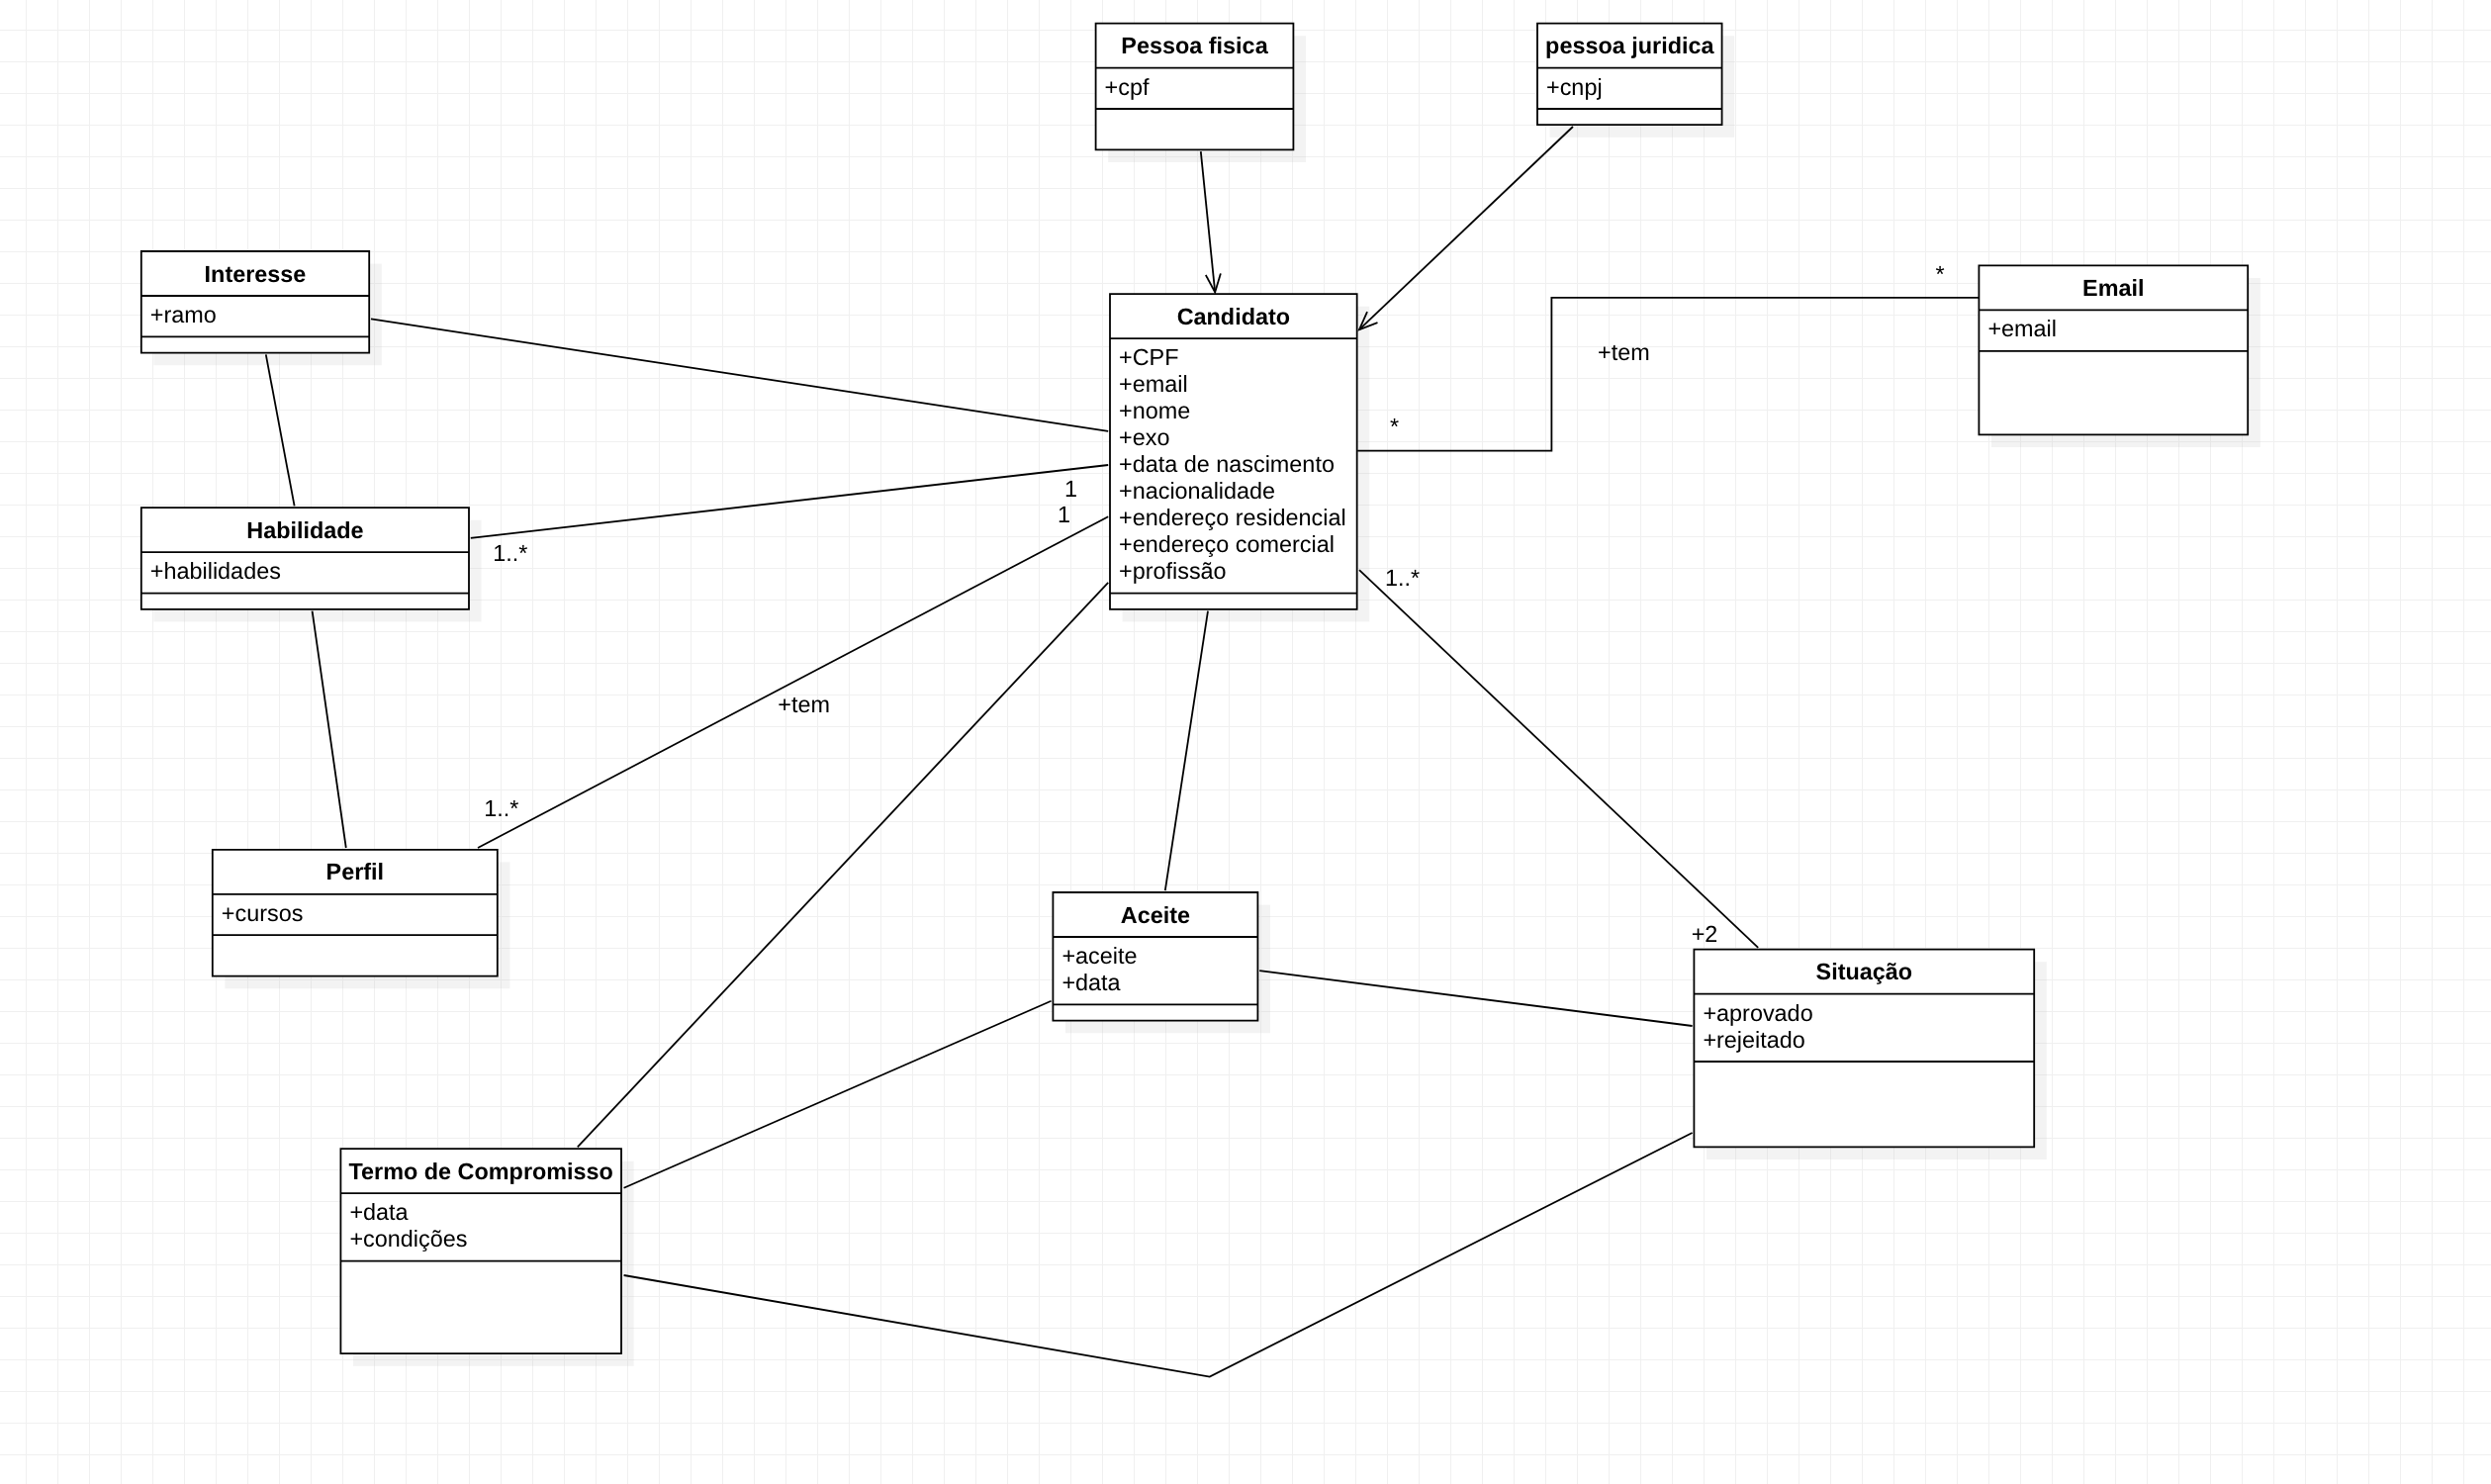 Pessoa fisica
+cpf
pessoa juridica
+cnpj
Interesse
+ramo
Candidato
+CPF
+email
+nome
+exo
+data de nascimento
+nacionalidade
+endereço residencial
+endereço comercial
+profissão
*
Email
+email
+tem
*
1
1
Habilidade
+habilidades
1..*
1..*
+tem
1..*
Perfil
+cursos
Aceite
+aceite
+data
+2
Situação
+aprovado
+rejeitado
Termo de Compromisso
+data
+condições